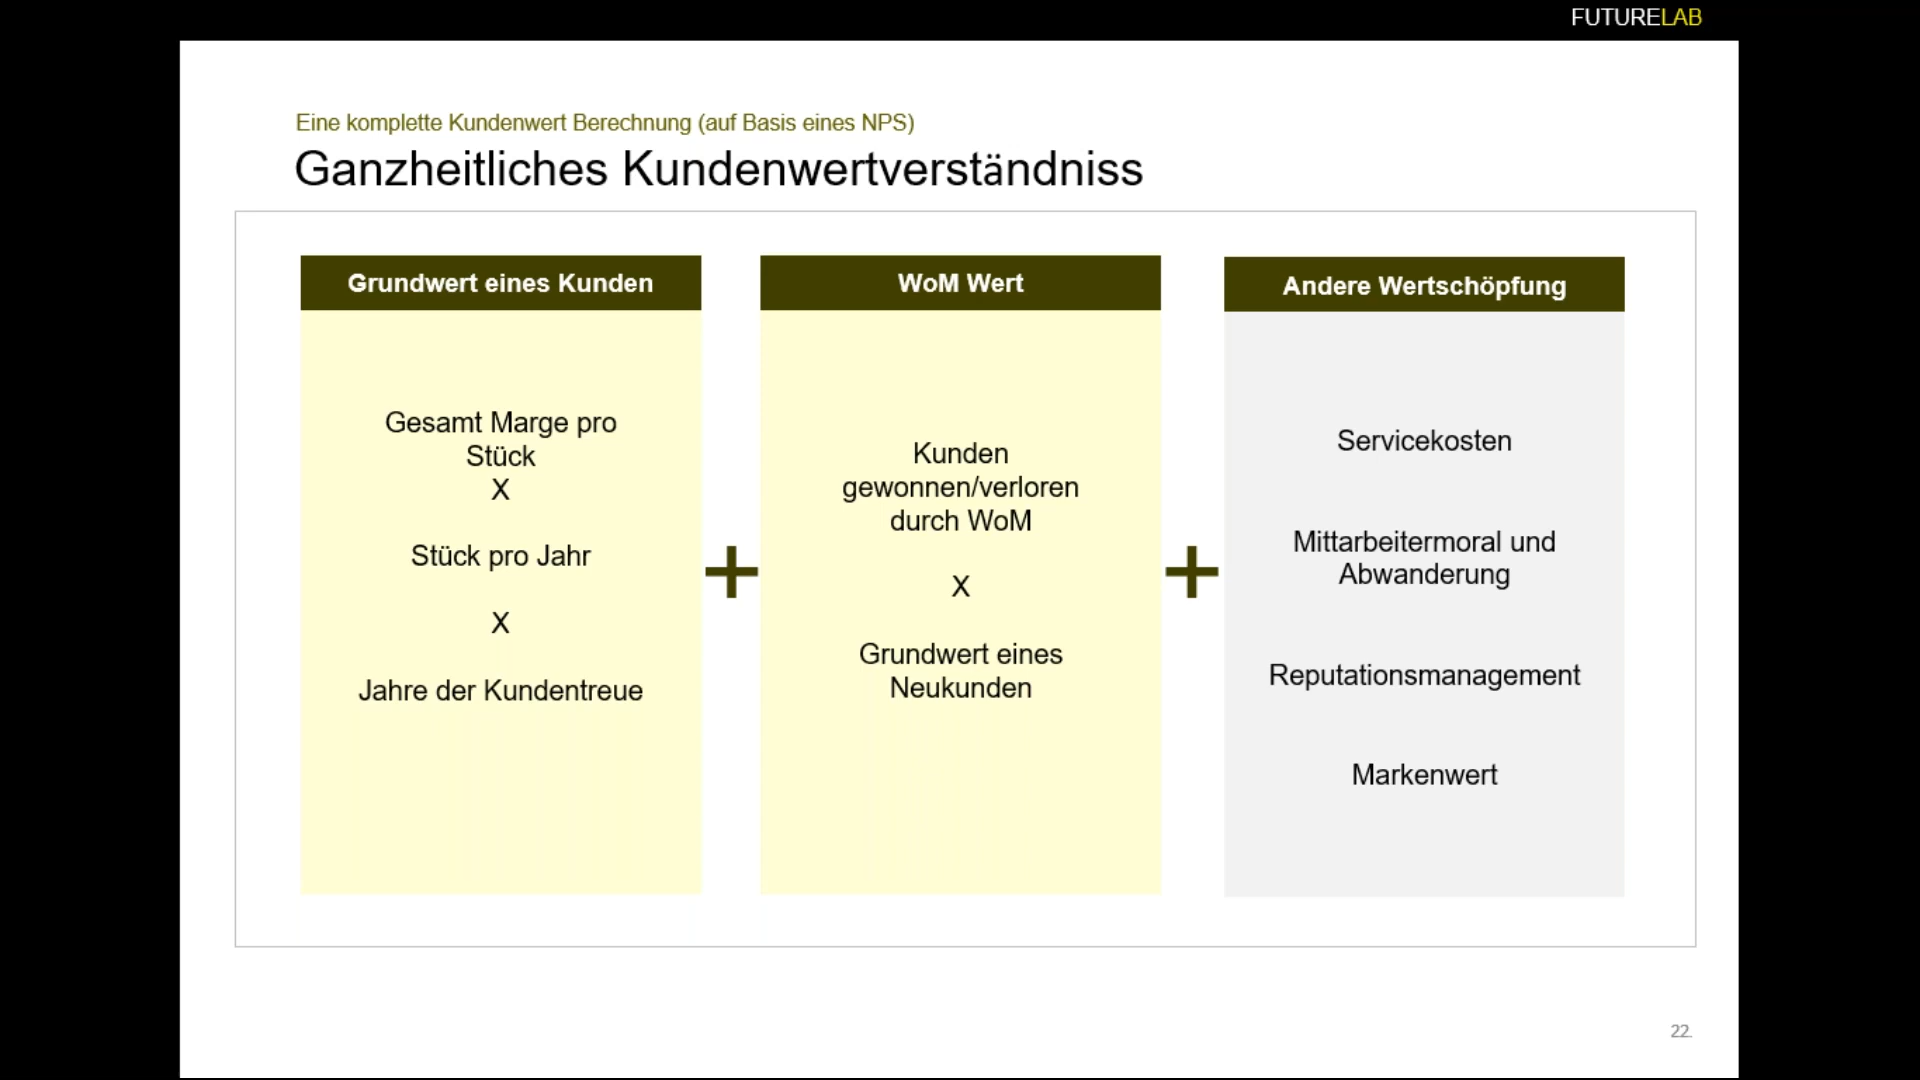 FUTURELAB
Eine komplette Kundenwert Berechnung (auf Basis eines NPS)
Ganzheitliches Kundenwertverständniss
Grundwert eines Kunden
Gesamt Marge pro
Stück
X
Stück pro Jahr
X
Jahre der Kundentreue
+
WoM Wert
Kunden
gewonnen/verloren
durch WoM
X
Grundwert eines
Neukunden
+
Andere Wertschöpfung
Servicekosten
Mittarbeitermoral und
Abwanderung
Reputationsmanagement
Markenwert
22.